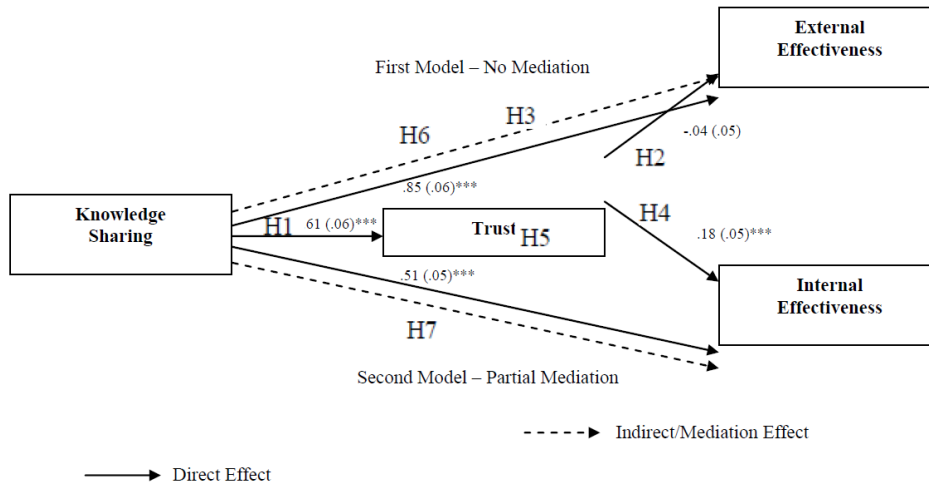 External
Effectiveness
First Model – No Mediation
H3
H6
-.04 (.05)
H2
.85 (.06)***
Knowledge
Sharing
H1
61 (.06)***
Trust
H5
H4
.18 (.05)***
.51 (.05)***
Internal
Effectiveness
H7
Second Model – Partial Mediation
Indirect/Mediation Effect
Direct Effect